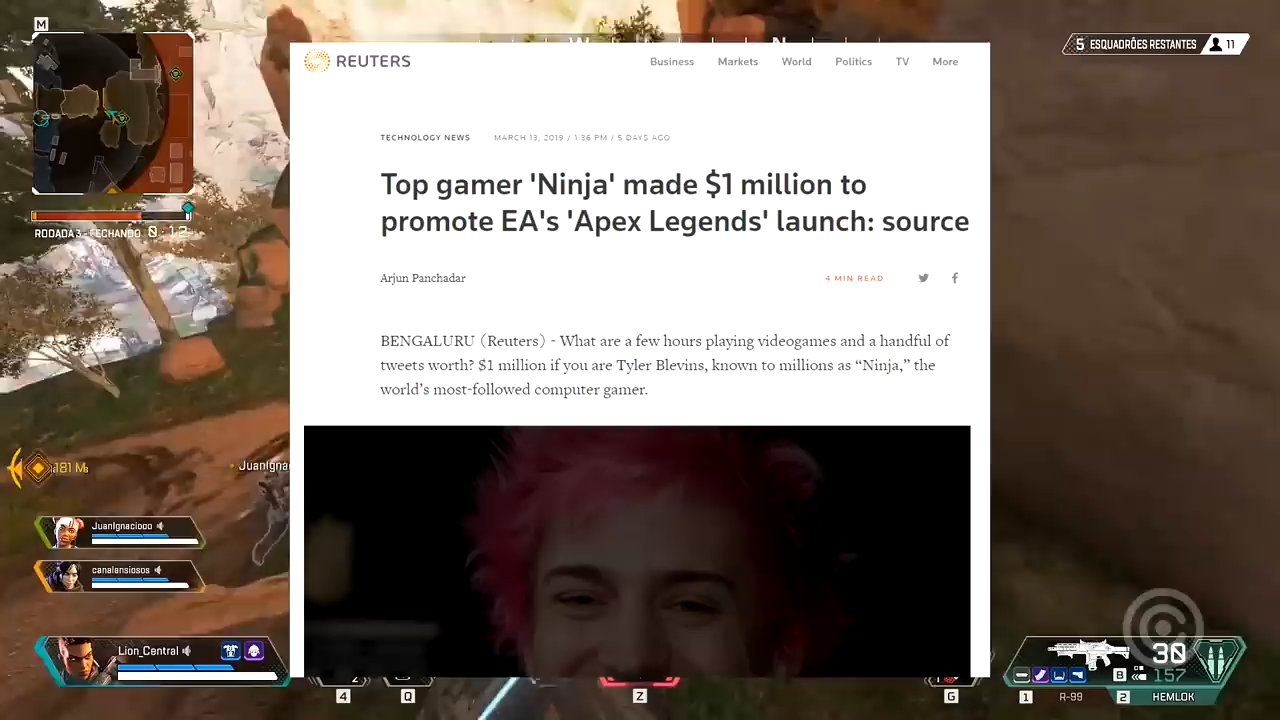 M
5 ESQUADRÕES RESTANTES 11
REUTERS
Business Markets World Politics TV More
TECHNOLOGY NEWS MARCH 13, 2019 / 1:36 PM / 5 DAYS AGO
Top gamer 'Ninja' made $1 million to
promote EA's 'Apex Legends' launch: source
RODADA 3 - FECHANDO 0:12
Arjun Panchadar
4 MIN READ
BENGALURU (Reuters) - What are a few hours playing videogames and a handful of
tweets worth? $1 million if you are Tyler Blevins, known to millions as “Ninja,” the
world’s most-followed computer gamer.
181 M
JuanIgna
JuanIgnaciooo
canalansiosos
Lion_Central
4 Q Z G
30
B 157
1 R-99 2 HEMLOK